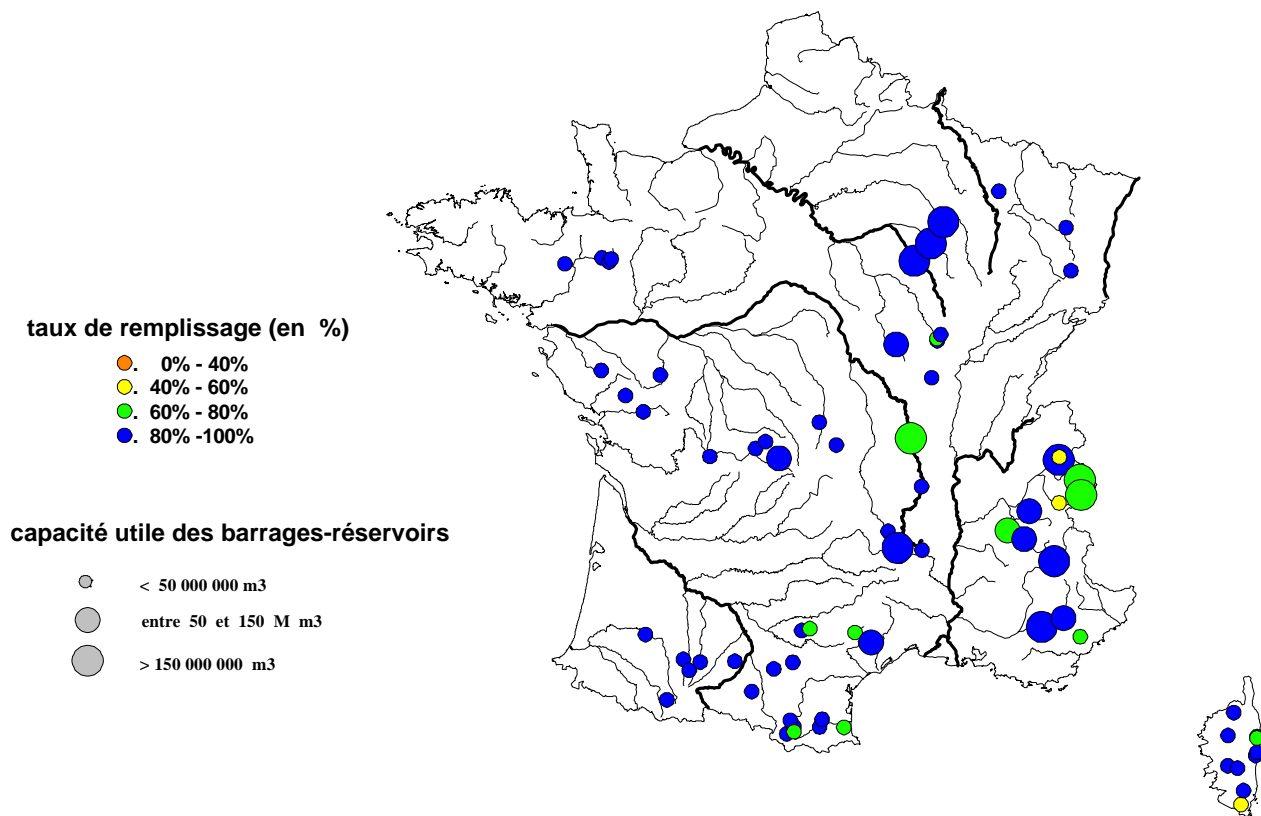 taux de remplissage (en %)
. 0% - 40%
. 40% - 60%
. 60% - 80%
. 80% -100%
capacité utile des barrages-réservoirs
< 50 000 000 m3
entre 50 et 150 M m3
> 150 000 000 m3